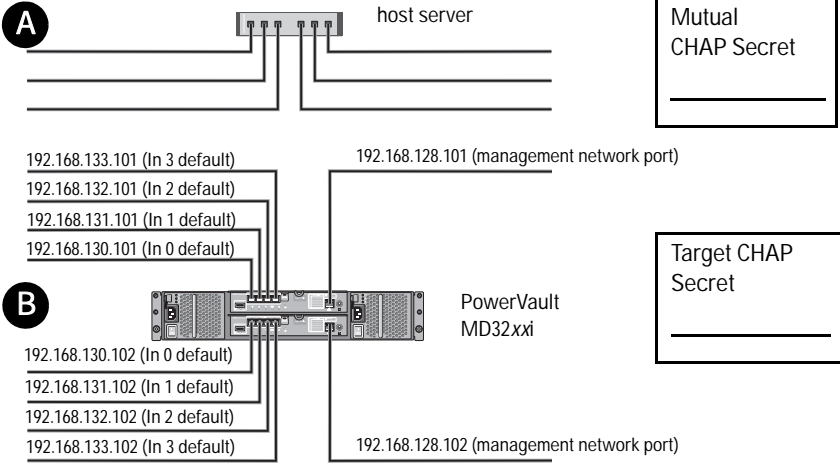 A
host server
Mutual
CHAP Secret
192.168.133.101 (In 3 default)
192.168.128.101 (management network port)
192.168.132.101 (In 2 default)
192.168.131.101 (In 1 default)
192.168.130.101 (In 0 default)
Target CHAP
Secret
B
PowerVault
MD32xxi
192.168.130.102 (In 0 default)
192.168.131.102 (In 1 default)
192.168.132.102 (In 2 default)
192.168.133.102 (In 3 default)
192.168.128.102 (management network port)